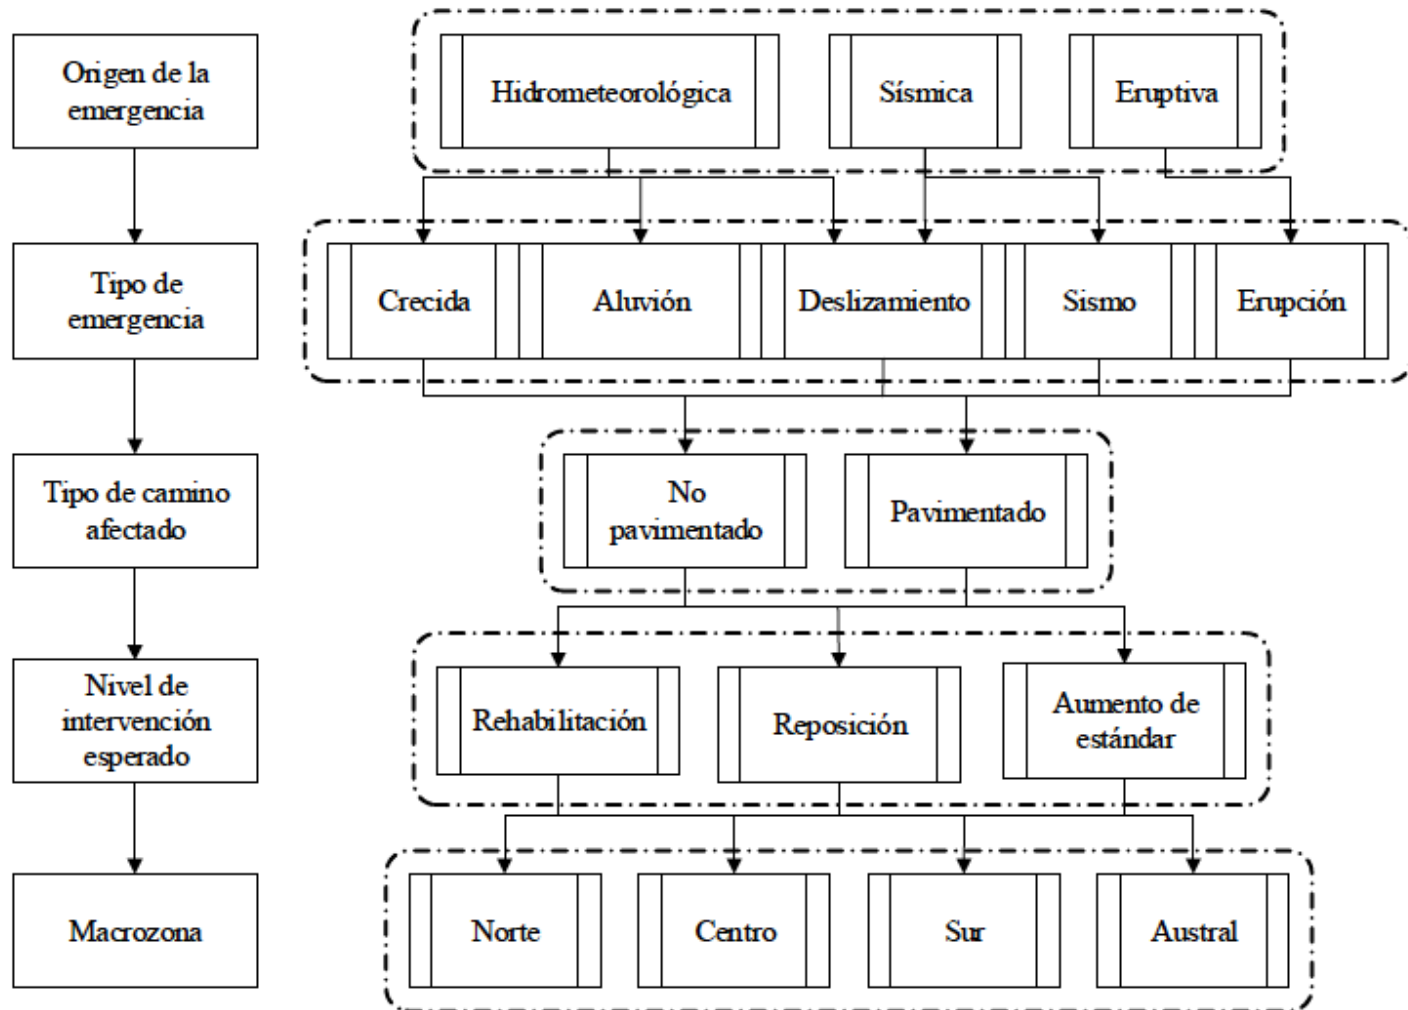 Origen de la
emergencia
Hidrometeorológica
Sísmica
Eruptiva
Tipo de
emergencia
Crecida
Aluvión
Deslizamiento
Sismo
Erupción
Tipo de camino
afectado
No
pavimentado
Pavimentado
Nivel de
intervención
esperado
Rehabilitación
Reposición
Aumento de
estándar
Macrozona
Norte
Centro
Sur
Austral